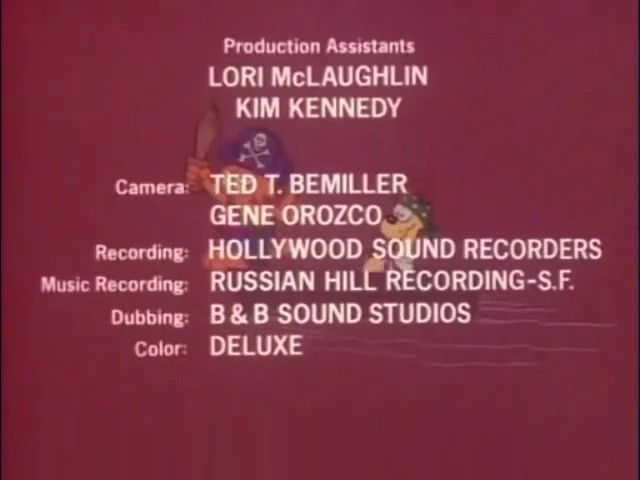 Production Assistants
LORI McLAUGHLIN
KIM KENNEDY
Camera: TED T. BEMILLER
GENE OROZCO
Recording: HOLLYWOOD SOUND RECORDERS
Music Recording: RUSSIAN HILL RECORDING-S.F.
Dubbing: B & B SOUND STUDIOS
Color: DELUXE